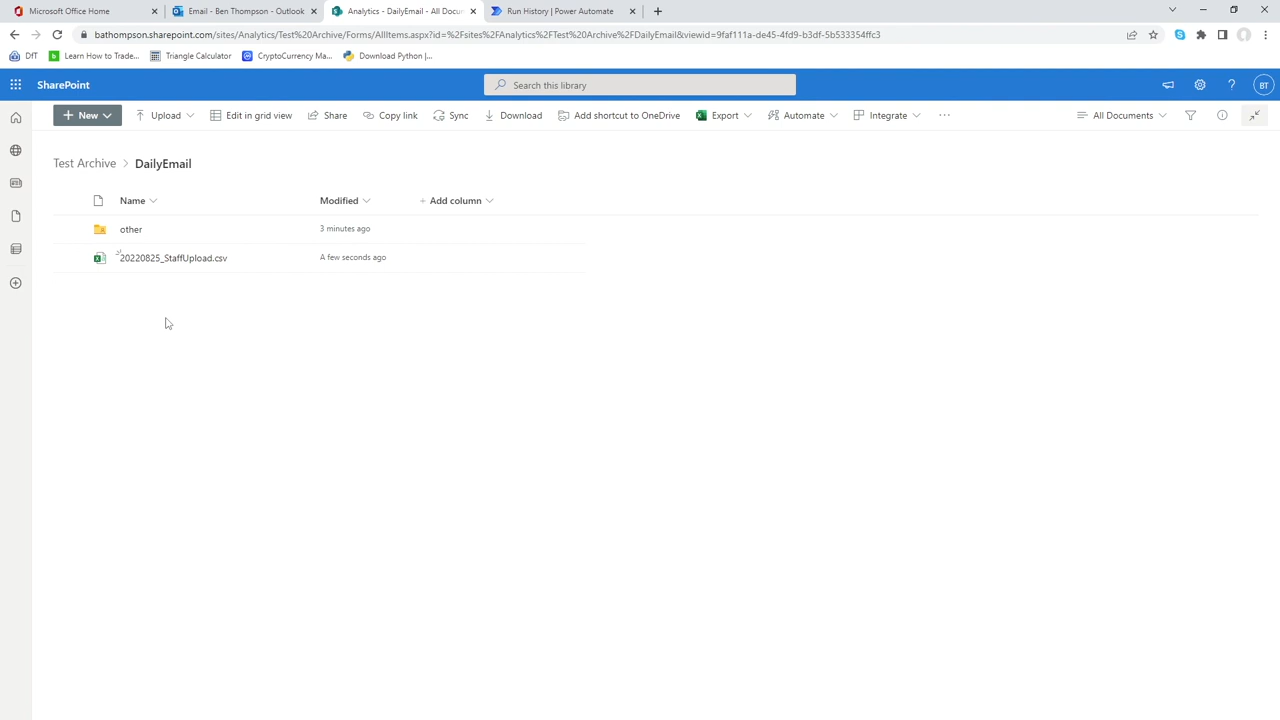 Microsoft Office Home
Email - Ben Thompson - Outlook
Analytics - DailyEmail - All Docu
Run History | Power Automate
bathompson.sharepoint.com/sites/Analytics/Test%20Archive/Forms/AllItems.aspx?id=%2Fsites%2FAnalytics%2FTest%20Archive%2FDailyEmail&viewid=9faf111a-de45-4fd9-b3df-5b533354ffc3
DfT
Learn How to Trade...
Triangle Calculator
CryptoCurrency Ma...
Download Python |...
SharePoint
Search this library
BT
New
Upload
Edit in grid view
Share
Copy link
Sync
Download
Add shortcut to OneDrive
Export
Automate
Integrate
All Documents
Test Archive > DailyEmail
Name
Modified
+ Add column
other
3 minutes ago
20220825_StaffUpload.csv
A few seconds ago